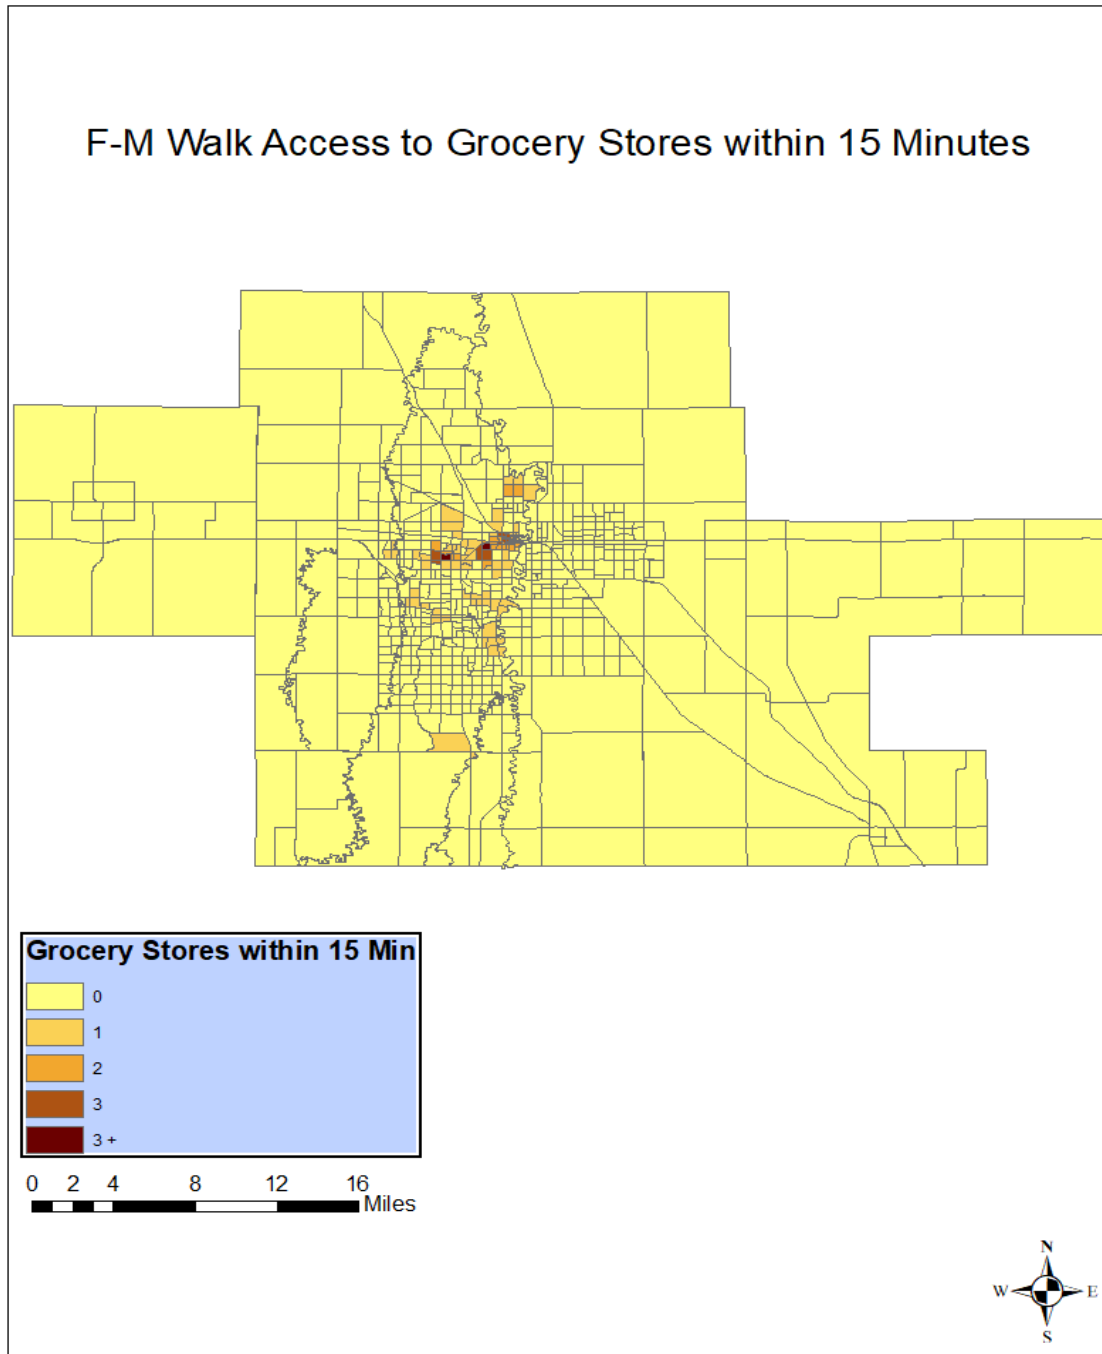 F-M Walk Access to Grocery Stores within 15 Minutes
Grocery Stores within 15 Min
0
1
2
3
3 +
0 2 4 8 12 16
Miles
N
W E
S